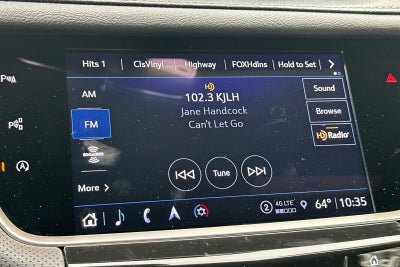 Hits 1 ClsVinyl Highway FOXHdlns Hold to Set
AM
102.3 KJLH
Sound
Jane Handcock
Browse
FM
Can't Let Go
HD Radio
Tune
More
2 4G LTE 64° 10:35